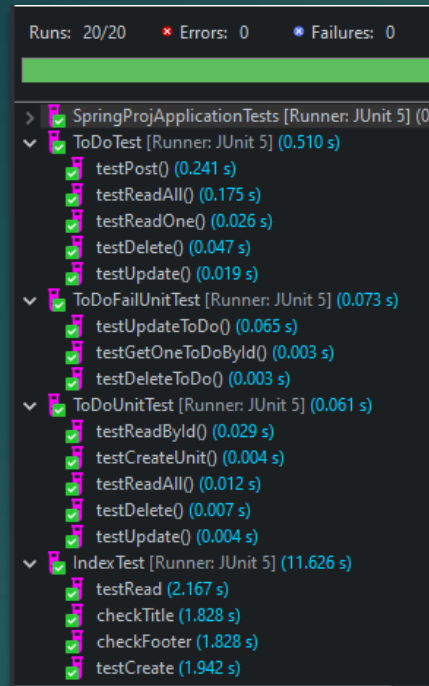 Runs: 20/20 Errors: 0 Failures: 0
SpringProjApplicationTests [Runner: JUnit 5] (0
ToDoTest [Runner: JUnit 5] (0.510 s)
testPost() (0.241 s)
testReadAll() (0.175 s)
testReadOne() (0.026 s)
testDelete() (0.047 s)
testUpdate() (0.019 s)
ToDoFailUnitTest [Runner: JUnit 5] (0.073 s)
testUpdateToDo() (0.065 s)
testGetOneToDoById() (0.003 s)
testDeleteToDo() (0.003 s)
ToDoUnitTest [Runner: JUnit 5] (0.061 s)
testReadById() (0.029 s)
testCreateUnit() (0.004 s)
testReadAll() (0.012 s)
testDelete() (0.007 s)
testUpdate() (0.004 s)
IndexTest [Runner: JUnit 5] (11.626 s)
testRead (2.167 s)
checkTitle (1.828 s)
checkFooter (1.828 s)
testCreate (1.942 s)